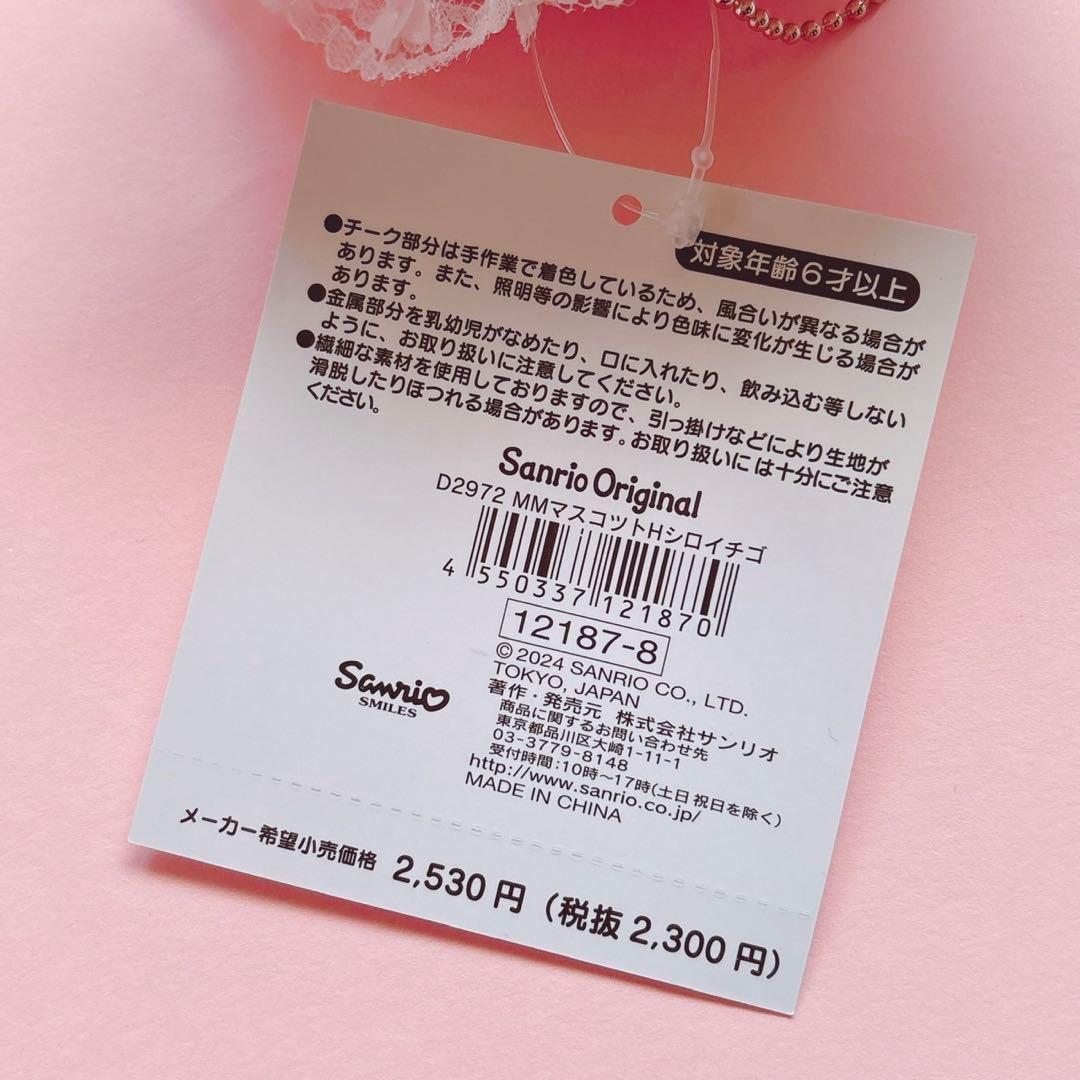 対象年齢6才以上
●チーク部分は手作業で着色しているため、風合いが異なる場合が
あります。また、照明等の影響により色味に変化が生じる場合が
あります。
●金属部分を乳幼児がなめたり、口に入れたり、飲み込む等しない
ように、お取り扱いに注意してください。
●繊細な素材を使用しておりますので、引っ掛けなどにより生地が
滑脱したりほつれる場合があります。お取り扱いには十分にご注意
ください。
Sanrio Original
D2972 MMマスコツトHシロイチゴ
4 550337 121870
12187-8
© 2024 SANRIO CO., LTD.
TOKYO, JAPAN
著作・発売元 株式会社サンリオ
商品に関するお問い合わせ先
東京都品川区大崎1-11-1
03-3779-8148
受付時間:10時～17時(土日祝日を除く)
http://www.sanrio.co.jp/
MADE IN CHINA
Sanrio
SMILES
メーカー希望小売価格 2,530円(税抜2,300円)